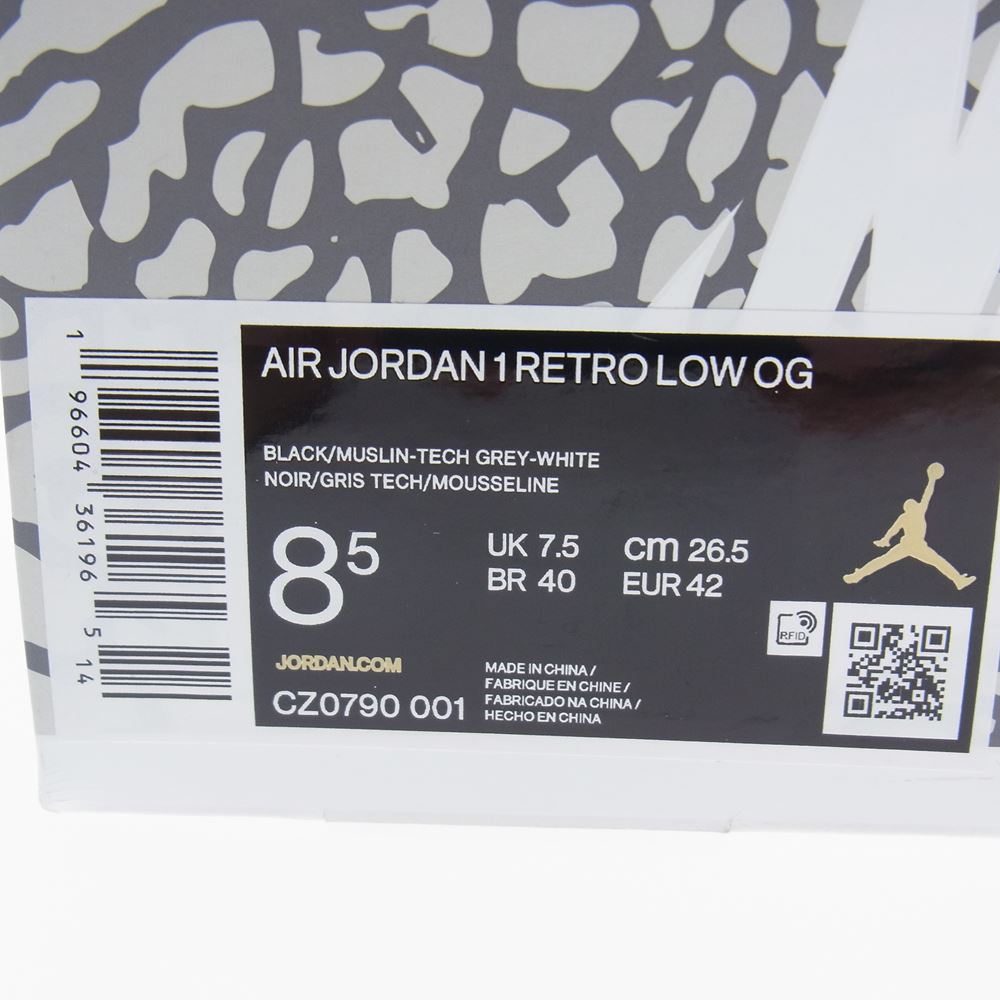 AIR JORDAN 1 RETRO LOW OG
BLACK/MUSLIN-TECH GREY-WHITE
NOIR/GRIS TECH/MOUSSELINE
8 5
UK 7.5 cm 26.5
BR 40 EUR 42
RFID
JORDAN.COM
CZ0790 001
MADE IN CHINA /
FABRIQUE EN CHINE /
FABRICADO NA CHINA /
HECHO EN CHINA
1 96604 36196 5 14